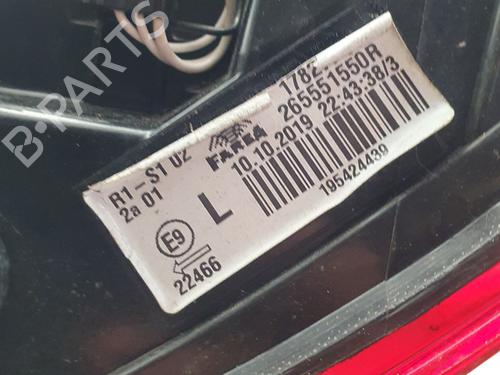 1782
265551550R
FARBA
10.10.2019 22:43:38/3
195424439
R1-S1 02
2a 01
L
E9
22466
B-PARTS